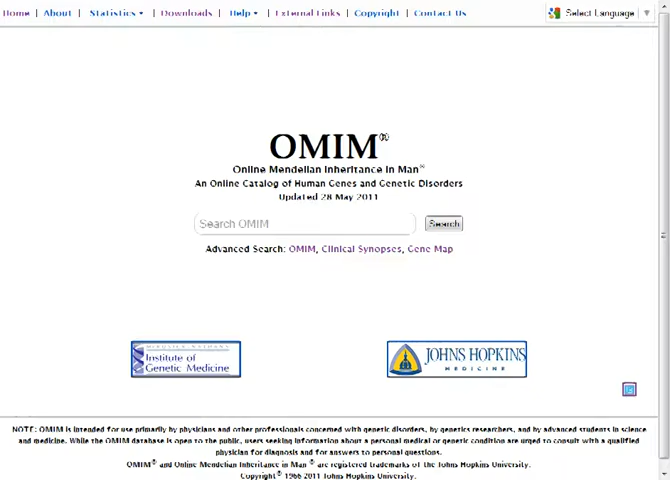 Home | About | Statistics | Downloads | Help | External Links | Copyright | Contact Us Select Language
OMIM®
Online Mendelian Inheritance in Man®
An Online Catalog of Human Genes and Genetic Disorders
Updated 28 May 2011
Search OMIM Search
Advanced Search: OMIM, Clinical Synopses, Gene Map
Institute of
Genetic Medicine
JOHNS HOPKINS
MEDICINE
NOTE: OMIM is intended for use primarily by physicians and other professionals concerned with genetic disorders, by genetics researchers, and by advanced students in science
and medicine. While the OMIM database is open to the public, users seeking information about a personal medical or genetic condition are urged to consult with a qualified
physician for diagnosis and for answers to personal questions.
OMIM® and Online Mendelian Inheritance in Man ® are registered trademarks of the Johns Hopkins University.
Copyright® 1966-2011 Johns Hopkins University.